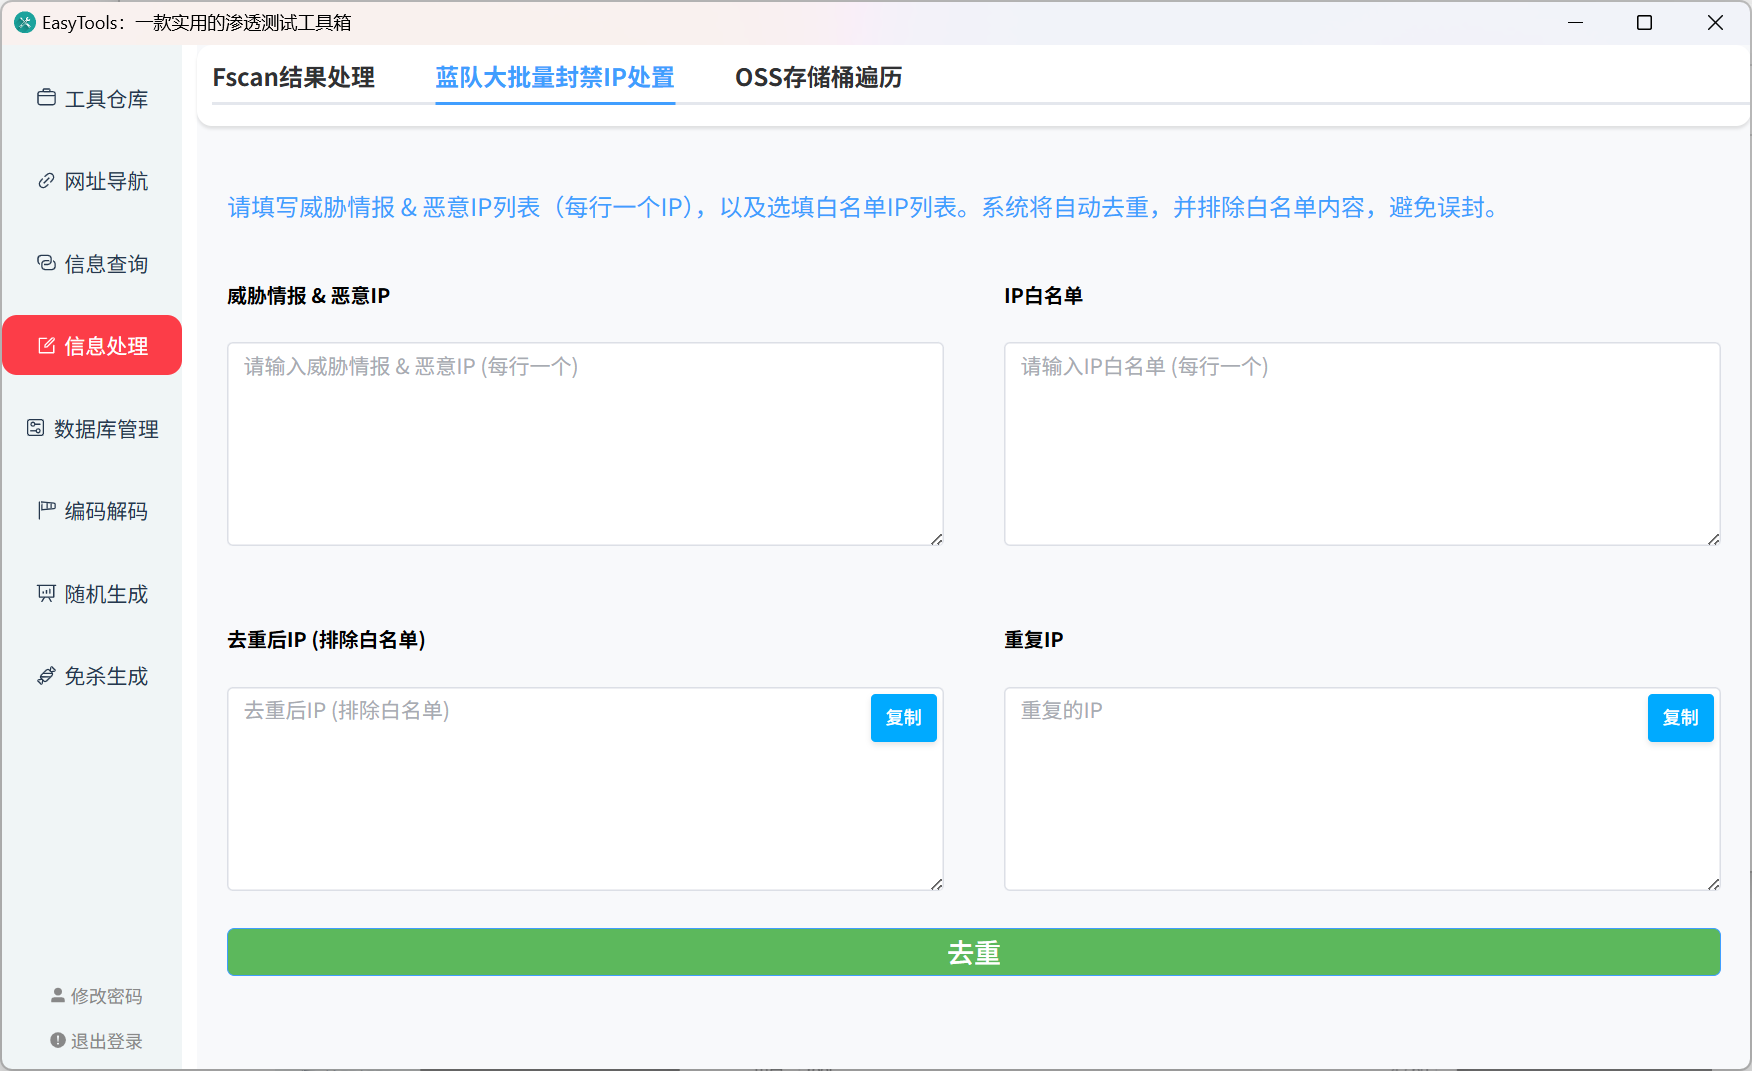 EasyTools：一款实用的渗透测试工具箱
工具仓库
网址导航
信息查询
信息处理
数据库管理
编码解码
随机生成
免杀生成
修改密码
退出登录
Fscan结果处理
蓝队大批量封禁IP处置
OSS存储桶遍历
请填写威胁情报 & 恶意IP列表（每行一个IP），以及选填白名单IP列表。系统将自动去重，并排除白名单内容，避免误封。
威胁情报 & 恶意IP
请输入威胁情报 & 恶意IP (每行一个)
IP白名单
请输入IP白名单 (每行一个)
去重后IP (排除白名单)
去重后IP (排除白名单)
复制
重复IP
重复的IP
复制
去重